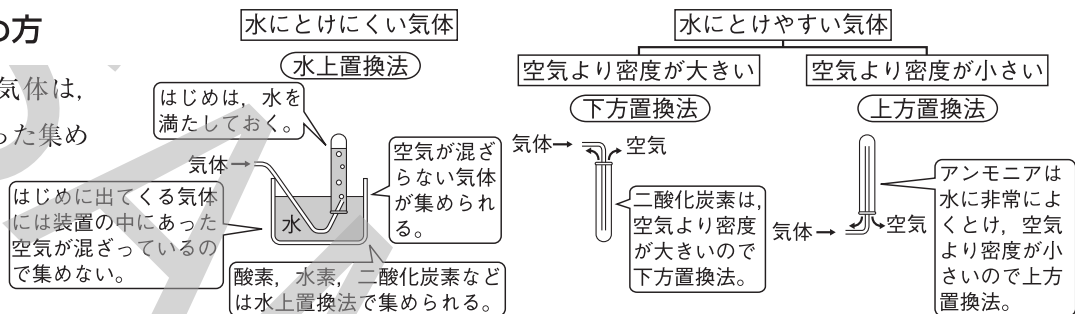 の方
気体は,
った集め
水にとけにくい気体
水上置換法
はじめは，水を
満たしておく。
気体
はじめに出てくる気体
には装置の中にあった
空気が混ざっているの
で集めない。
水
空気が混ざ
らない気体
が集められ
る。
酸素，水素，二酸化炭素など
は水上置換法で集められる。
水にとけやすい気体
空気より密度が大きい
下方置換法
気体
空気
二酸化炭素は,
空気より密度
が大きいので
下方置換法。
空気より密度が小さい
上方置換法
気体
空気
アンモニアは
水に非常によ
くとけ，空気
より密度が小
さいので上方
置換法。